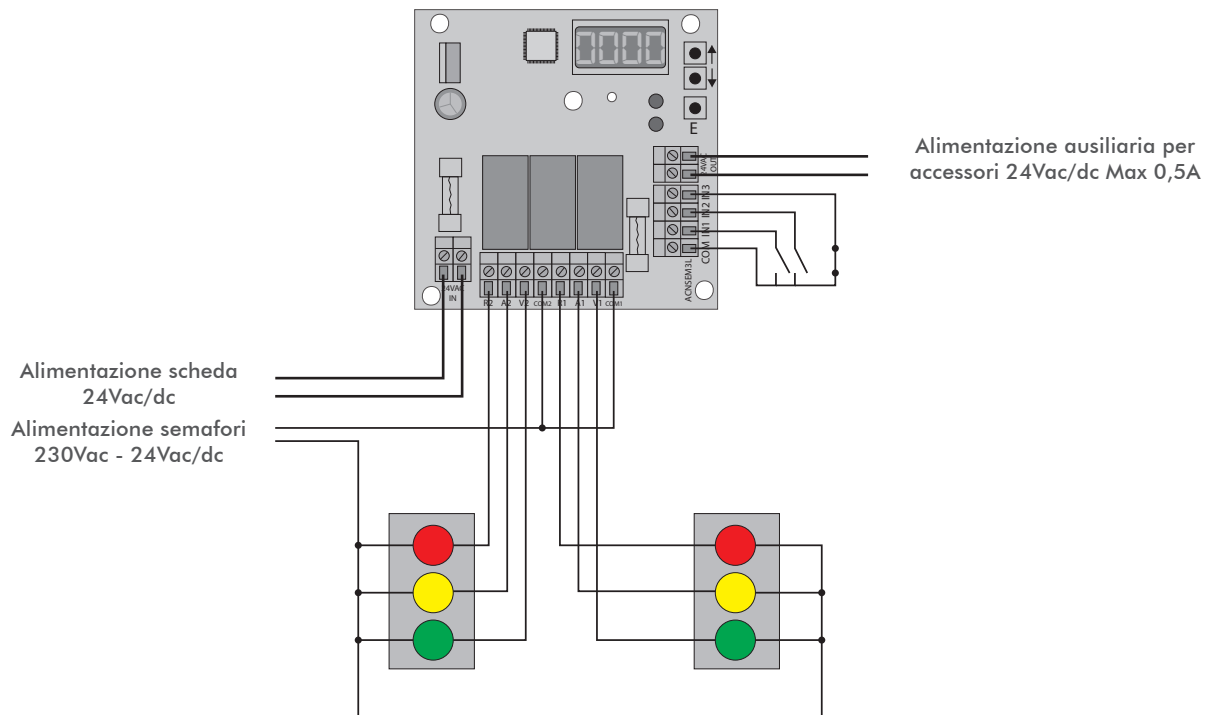 E
24VAC
OUT
COM IN1 IN2 IN3
ACNSEM3L
24VAC
IN
R2 A2 V2 COM2 R1 A1 V1 COM1
Alimentazione ausiliaria per
accessori 24Vac/dc Max 0,5A
Alimentazione scheda
24Vac/dc
Alimentazione semafori
230Vac - 24Vac/dc